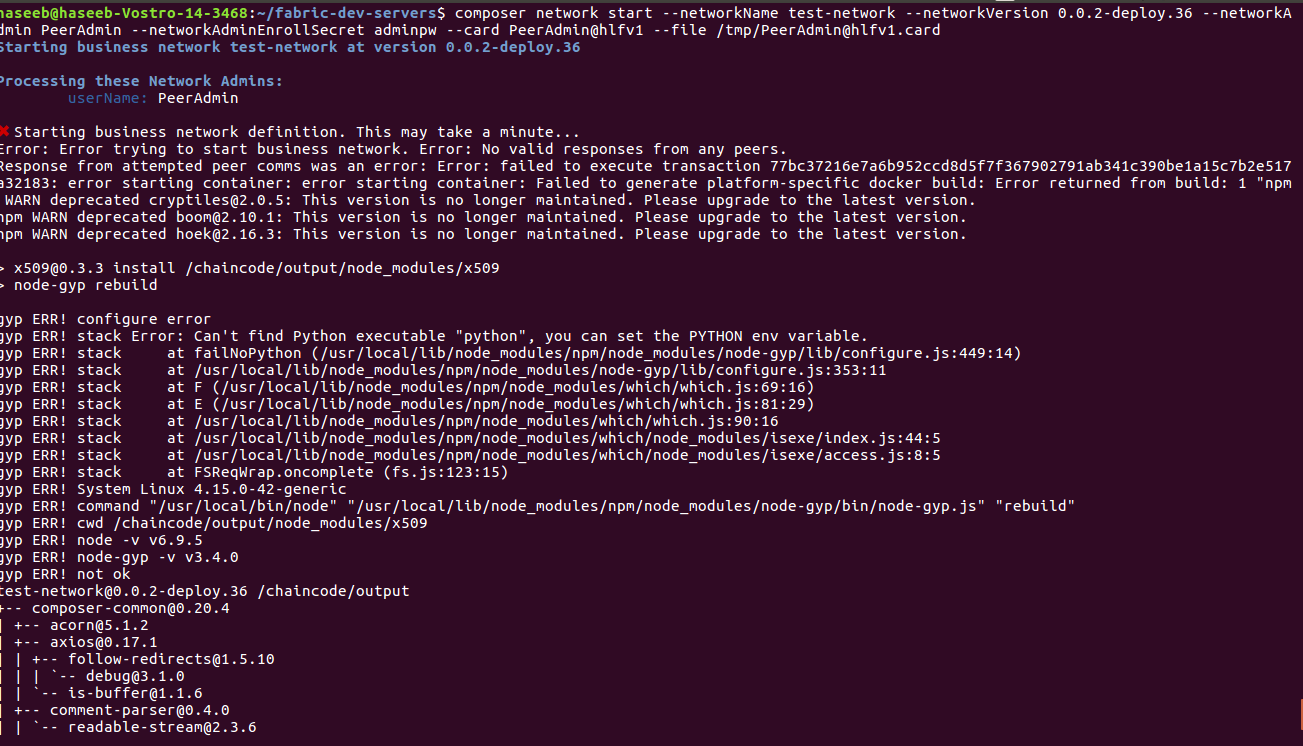 haseeb@haseeb-Vostro-14-3468:~/fabric-dev-servers$ composer network start --networkName test-network --networkVersion 0.0.2-deploy.36 --networkA
dmin PeerAdmin --networkAdminEnrollSecret adminpw --card PeerAdmin@hlfv1 --file /tmp/PeerAdmin@hlfv1.card
Starting business network test-network at version 0.0.2-deploy.36
Processing these Network Admins:
userName: PeerAdmin
✖ Starting business network definition. This may take a minute...
Error: Error trying to start business network. Error: No valid responses from any peers.
Response from attempted peer comms was an error: Error: failed to execute transaction 77bc37216e7a6b952ccd8d5f7f367902791ab341c390be1a15c7b2e517
a32183: error starting container: error starting container: Failed to generate platform-specific docker build: Error returned from build: 1 "npm
WARN deprecated cryptiles@2.0.5: This version is no longer maintained. Please upgrade to the latest version.
npm WARN deprecated boom@2.10.1: This version is no longer maintained. Please upgrade to the latest version.
npm WARN deprecated hoek@2.16.3: This version is no longer maintained. Please upgrade to the latest version.
> x509@0.3.3 install /chaincode/output/node_modules/x509
> node-gyp rebuild
gyp ERR! configure error
gyp ERR! stack Error: Can't find Python executable "python", you can set the PYTHON env variable.
gyp ERR! stack     at failNoPython (/usr/local/lib/node_modules/npm/node_modules/node-gyp/lib/configure.js:449:14)
gyp ERR! stack     at /usr/local/lib/node_modules/npm/node_modules/node-gyp/lib/configure.js:353:11
gyp ERR! stack     at F (/usr/local/lib/node_modules/npm/node_modules/which/which.js:69:16)
gyp ERR! stack     at E (/usr/local/lib/node_modules/npm/node_modules/which/which.js:81:29)
gyp ERR! stack     at /usr/local/lib/node_modules/npm/node_modules/which/which.js:90:16
gyp ERR! stack     at /usr/local/lib/node_modules/npm/node_modules/which/node_modules/isexe/index.js:44:5
gyp ERR! stack     at /usr/local/lib/node_modules/npm/node_modules/which/node_modules/isexe/access.js:8:5
gyp ERR! stack     at FSReqWrap.oncomplete (fs.js:123:15)
gyp ERR! System Linux 4.15.0-42-generic
gyp ERR! command "/usr/local/bin/node" "/usr/local/lib/node_modules/npm/node_modules/node-gyp/bin/node-gyp.js" "rebuild"
gyp ERR! cwd /chaincode/output/node_modules/x509
gyp ERR! node -v v6.9.5
gyp ERR! node-gyp -v v3.4.0
gyp ERR! not ok
test-network@0.0.2-deploy.36 /chaincode/output
+-- composer-common@0.20.4
| +-- acorn@5.1.2
| +-- axios@0.17.1
| | +-- follow-redirects@1.5.10
| | | `-- debug@3.1.0
| | `-- is-buffer@1.1.6
| +-- comment-parser@0.4.0
| | `-- readable-stream@2.3.6